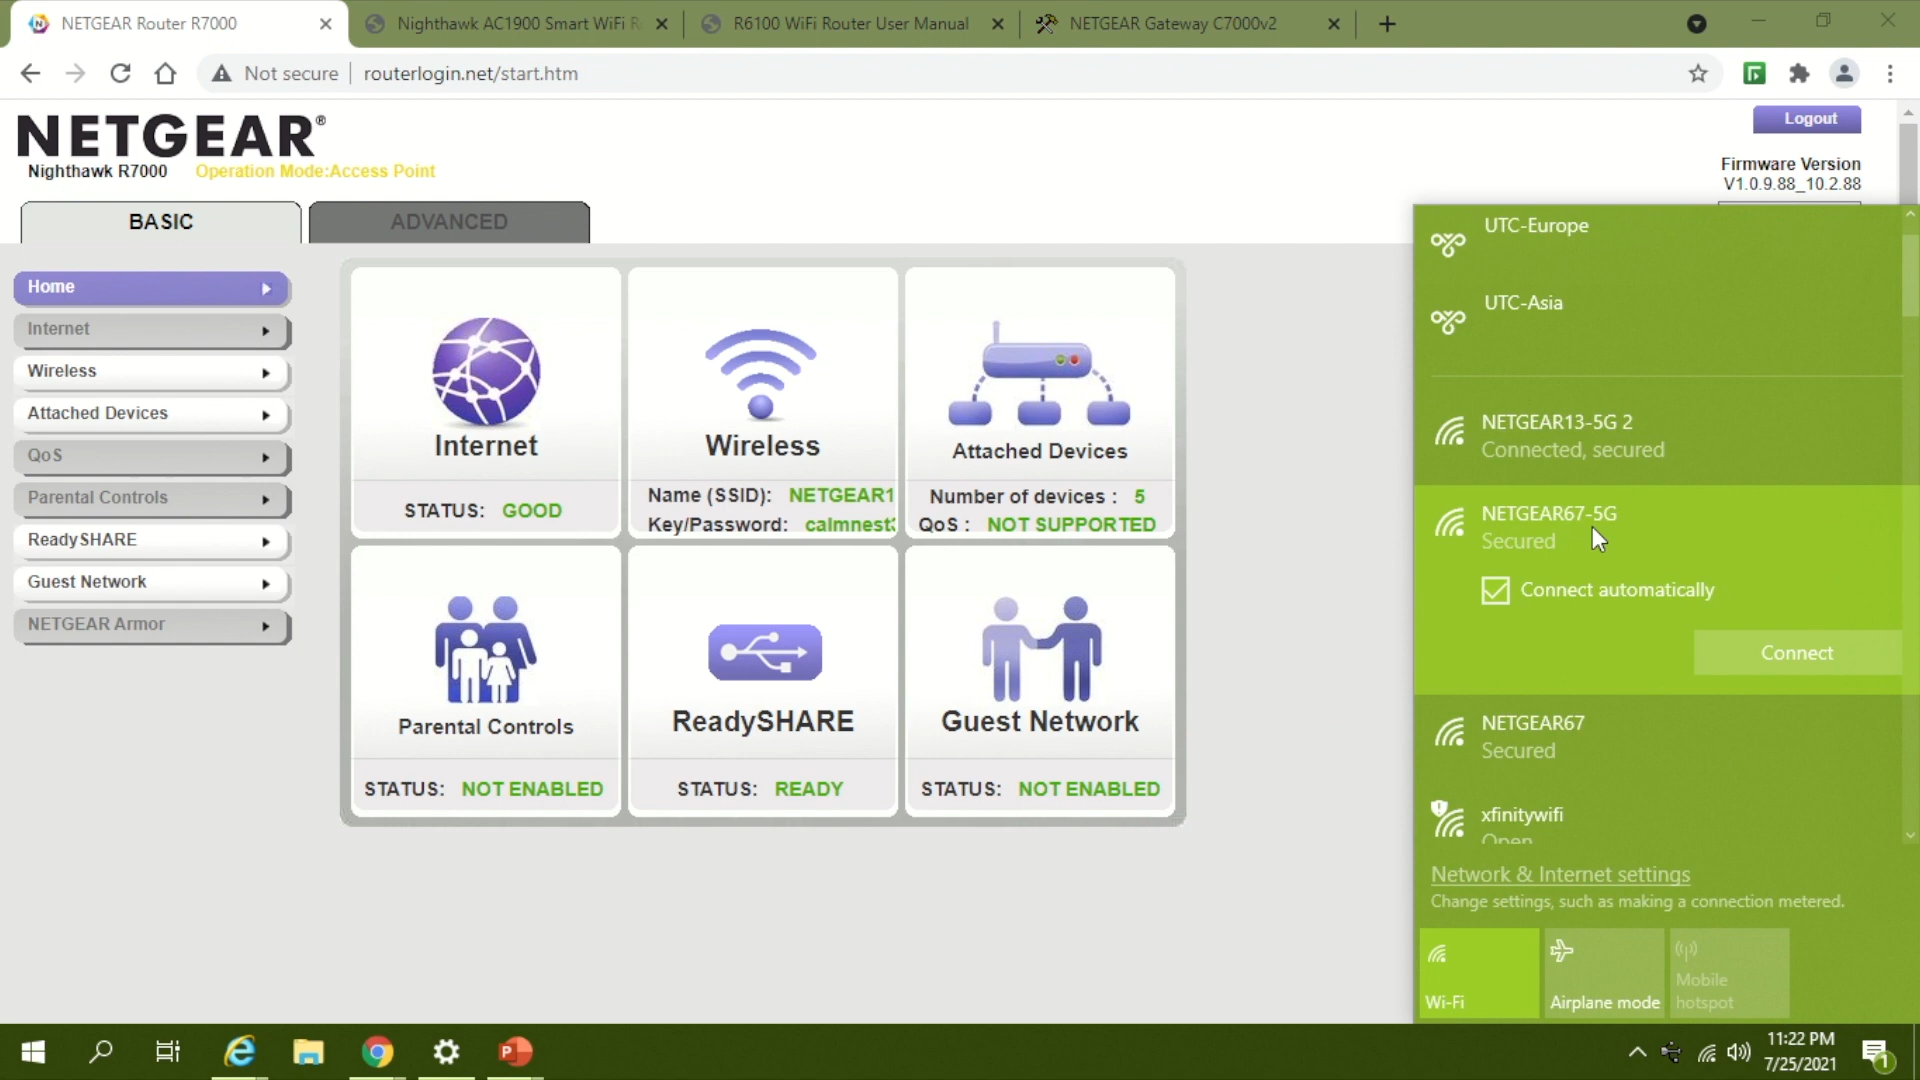 NETGEAR Router R7000
Nighthawk AC1900 Smart WiFi R
R6100 WiFi Router User Manual
NETGEAR Gateway C7000v2
Not secure
routerlogin.net/start.htm
NETGEAR®
Nighthawk R7000
Operation Mode:Access Point
Logout
Firmware Version
V1.0.9.88_10.2.88
BASIC
ADVANCED
Home
Internet
Wireless
Attached Devices
QoS
Parental Controls
ReadySHARE
Guest Network
NETGEAR Armor
Internet
STATUS: GOOD
Wireless
Name (SSID): NETGEAR1
Key/Password: calmnest
Attached Devices
Number of devices : 5
QoS : NOT SUPPORTED
Parental Controls
STATUS: NOT ENABLED
ReadySHARE
STATUS: READY
Guest Network
STATUS: NOT ENABLED
UTC-Europe
UTC-Asia
NETGEAR13-5G 2
Connected, secured
NETGEAR67-5G
Secured
Connect automatically
Connect
NETGEAR67
Secured
xfinitywifi
Open
Network & Internet settings
Change settings, such as making a connection metered.
Wi-Fi
Airplane mode
Mobile
hotspot
11:22 PM
7/25/2021
1